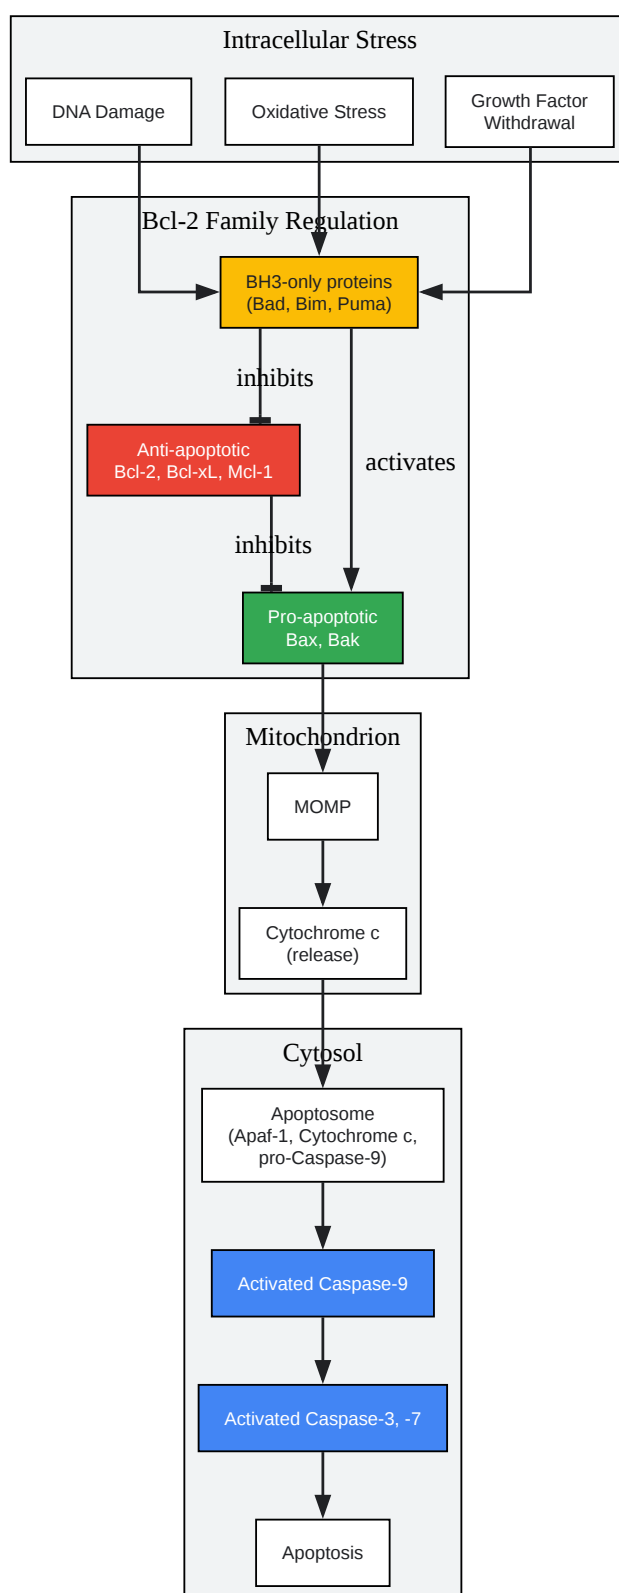 Intracellular Stress
DNA Damage
Oxidative Stress
Growth Factor
Withdrawal
Bcl-2 Family Regulation
BH3-only proteins
(Bad, Bim, Puma)
inhibits
Anti-apoptotic
Bcl-2, Bcl-xL, Mcl-1
activates
inhibits
Pro-apoptotic
Bax, Bak
Mitochondrion
MOMP
Cytochrome c
(release)
Cytosol
Apoptosome
(Apaf-1, Cytochrome c,
pro-Caspase-9)
Activated Caspase-9
Activated Caspase-3, -7
Apoptosis